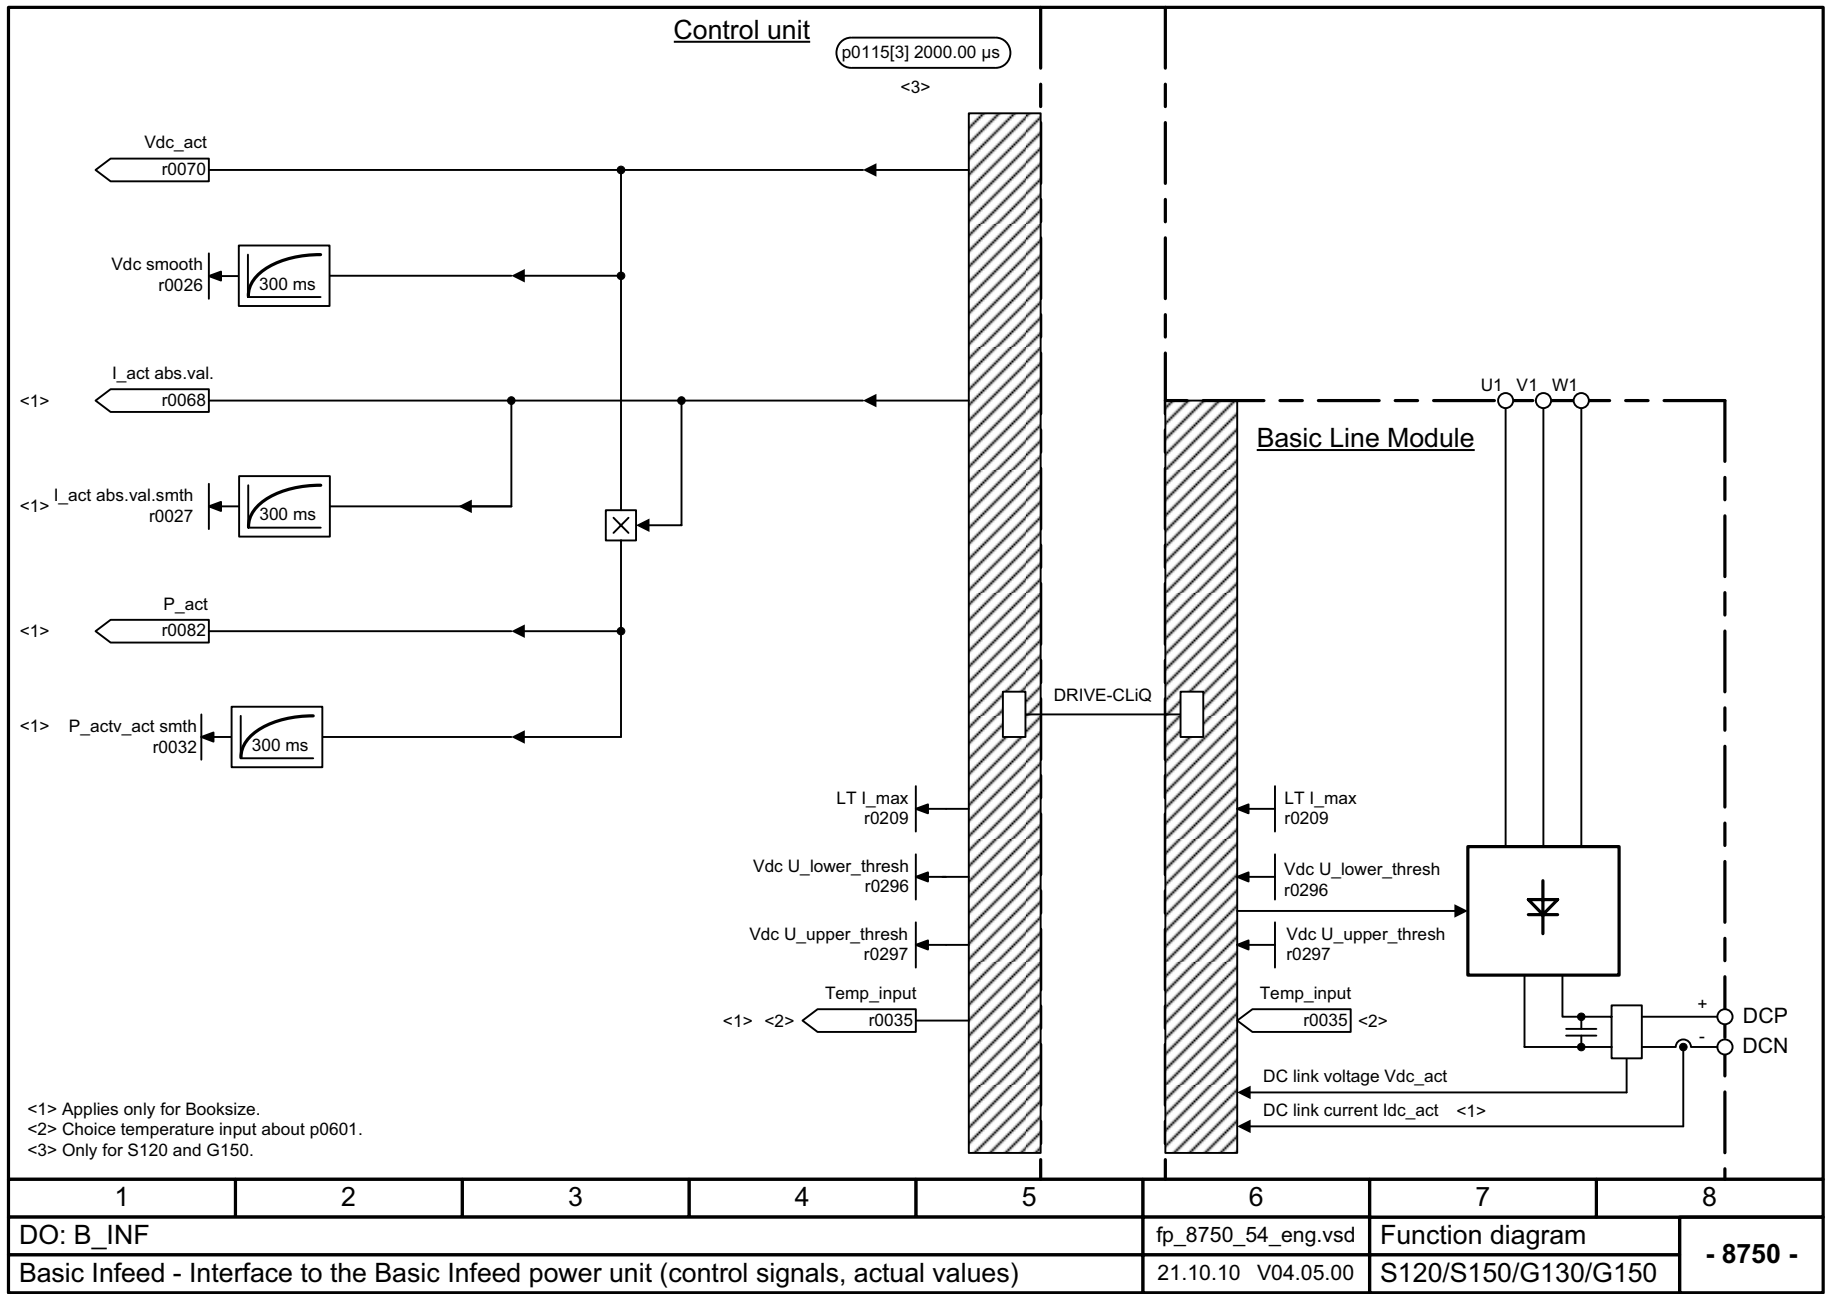 Control unit
p0115[3] 2000.00 µs
<3>
Vdc_act
r0070
Vdc smooth
r0026
300 ms
I_act abs.val.
<1>
r0068
U1 V1 W1
Basic Line Module
<1> I_act abs.val.smth
r0027
300 ms
P_act
<1>
r0082
DRIVE-CLiQ
<1> P_actv_act smth
r0032
300 ms
LT I_max
r0209
LT I_max
r0209
Vdc U_lower_thresh
r0296
Vdc U_lower_thresh
r0296
Vdc U_upper_thresh
r0297
Vdc U_upper_thresh
r0297
Temp_input
<1> <2> r0035
Temp_input
r0035 <2>
+ DCP
- DCN
DC link voltage Vdc_act
DC link current Idc_act <1>
<1> Applies only for Booksize.
<2> Choice temperature input about p0601.
<3> Only for S120 and G150.
1 2 3 4 5 6 7 8
DO: B_INF
fp_8750_54_eng.vsd
Function diagram
- 8750 -
Basic Infeed - Interface to the Basic Infeed power unit (control signals, actual values)
21.10.10 V04.05.00
S120/S150/G130/G150